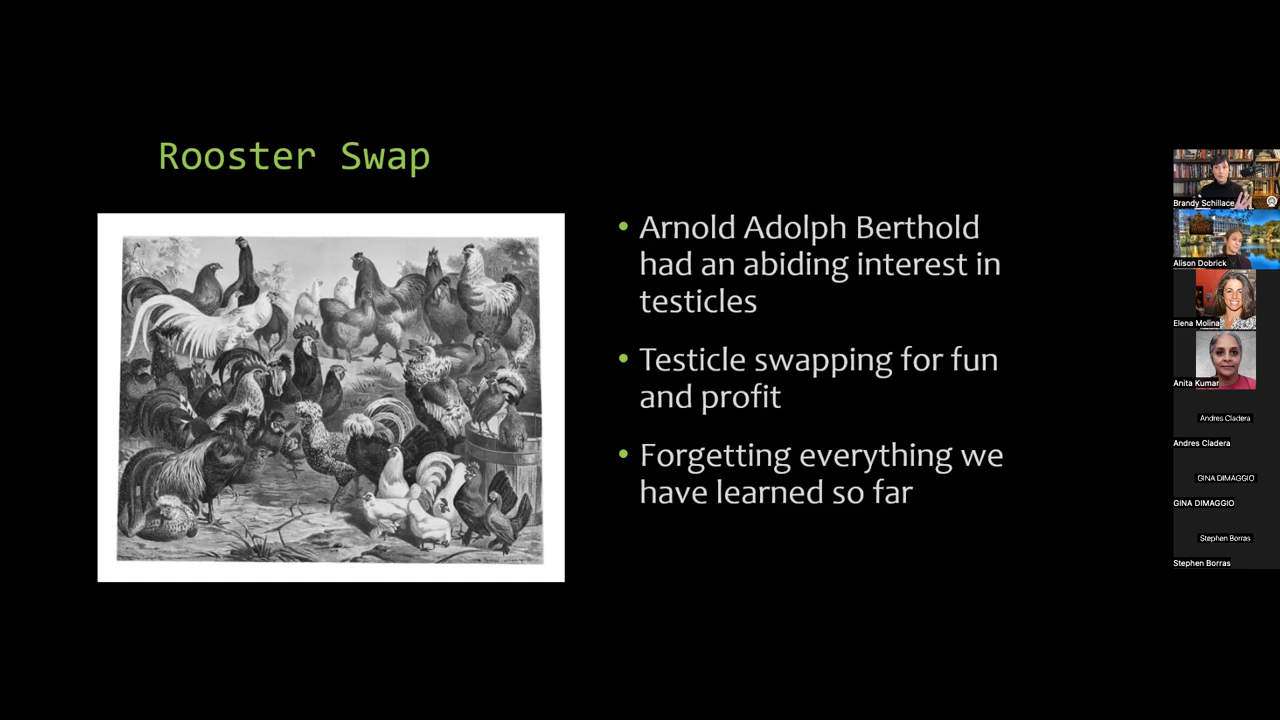 Rooster Swap
• Arnold Adolph Berthold
had an abiding interest in
testicles
• Testicle swapping for fun
and profit
• Forgetting everything we
have learned so far
Brandy Schillace
Alison Dobrick
Elena Molina
Anita Kumar
Andres Cladera
Andres Cladera
GINA DIMAGGIO
GINA DIMAGGIO
Stephen Borras
Stephen Borras